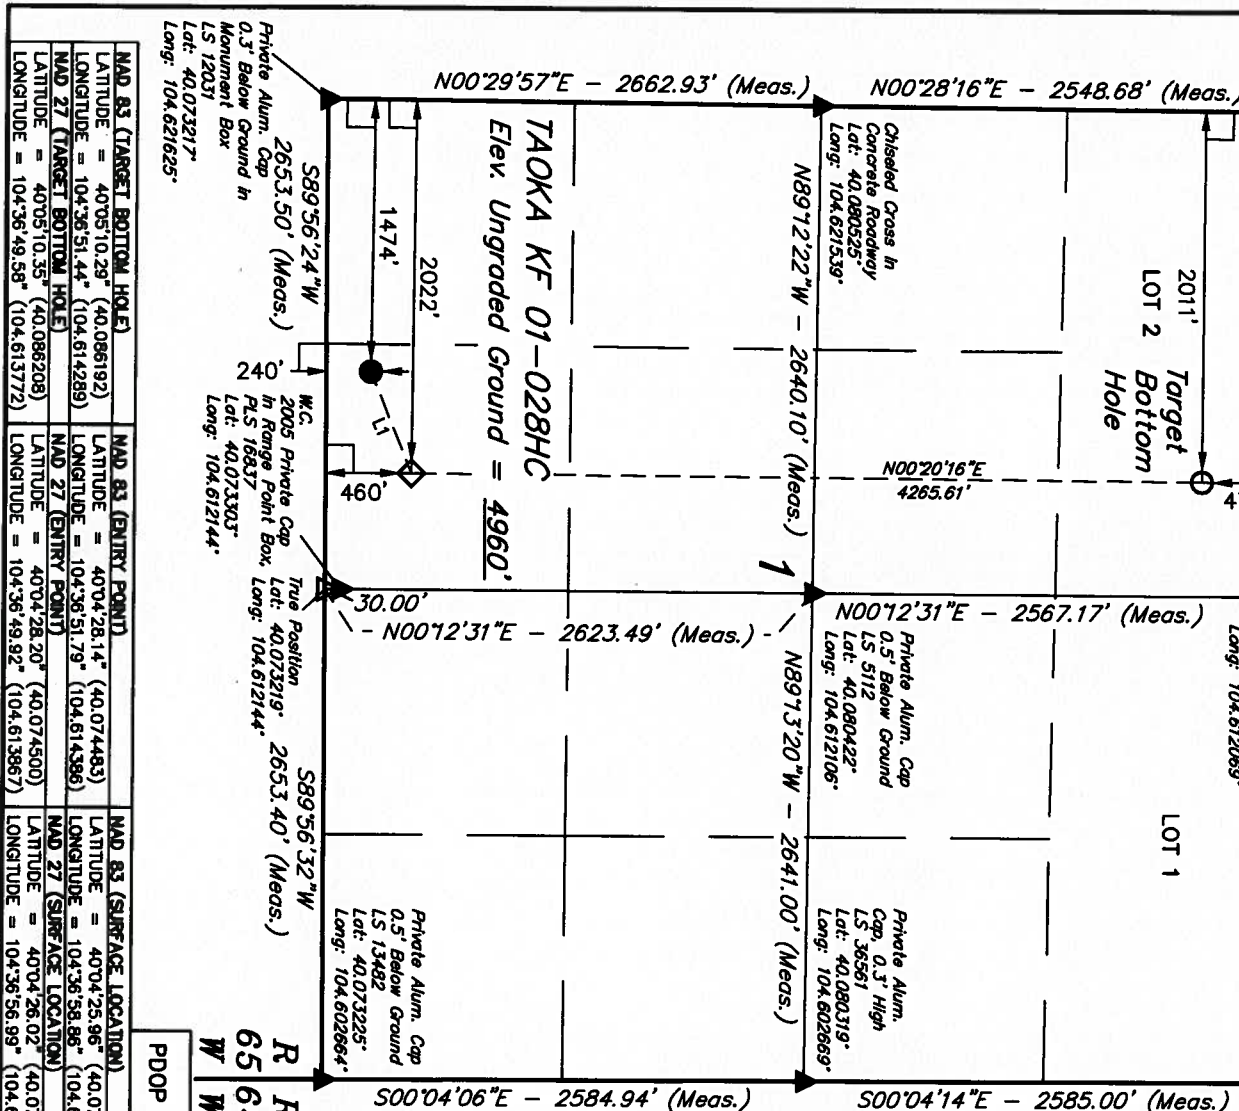 N00°29'57"E - 2662.93' (Meas.)
N00°28'16"E - 2548.68' (Meas.)
Private Alum. Cap
0.3' Below Ground in
Monument Box
LS 12031
Lat: 40.073217°
Long: 104.621625°
S89°56'24"W
2653.50' (Meas.)
1474'
2022'
TAOKA KF 01-028HC
Elev. Ungraded Ground = 4960'
Chiseled Cross in
Concrete Roadway
Lat: 40.080525°
Long: 104.621539°
N89°12'22"W - 2640.10' (Meas.)
2011'
LOT 2
Target
Bottom
Hole
240'
L1
460'
N00°20'16"E
4265.61'
W.C.
2005 Private Cap
in Range Point Box,
PLS 16837
Lat: 40.073303°
Long: 104.612144°
1
30.00'
N00°12'31"E - 2623.49' (Meas.)
N00°12'31"E - 2567.17' (Meas.)
True Position
Lat: 40.073219°
Long: 104.612144°
Private Alum. Cap
0.5' Below Ground
LS 5112
Lat: 40.080422°
Long: 104.612106°
Long: 104.612069°
S89°56'32"W
2653.40' (Meas.)
N89°13'20"W - 2641.00' (Meas.)
LOT 1
Private Alum. Cap
0.5' Below Ground
LS 13482
Lat: 40.073225°
Long: 104.602664°
Private Alum.
Cap, 0.3' High
LS 36561
Lat: 40.080319°
Long: 104.602669°
R
65
W
S00°04'06"E - 2584.94' (Meas.)
S00°04'14"E - 2585.00' (Meas.)
PDOP
NAD 83 (TARGET BOTTOM HOLE)
LATITUDE = 40°05'10.29" (40.086192)
LONGITUDE = 104°36'51.44" (104.614289)
NAD 27 (TARGET BOTTOM HOLE)
LATITUDE = 40°05'10.35" (40.086208)
LONGITUDE = 104°36'49.58" (104.613772)
NAD 83 (ENTRY POINT)
LATITUDE = 40°04'28.14" (40.074483)
LONGITUDE = 104°36'51.79" (104.614386)
NAD 27 (ENTRY POINT)
LATITUDE = 40°04'28.20" (40.074500)
LONGITUDE = 104°36'49.92" (104.613867)
NAD 83 (SURFACE LOCATION)
LATITUDE = 40°04'25.96" (40.07
LONGITUDE = 104°36'58.86" (104.6
NAD 27 (SURFACE LOCATION)
LATITUDE = 40°04'26.02" (40.07
LONGITUDE = 104°36'56.99" (104.6